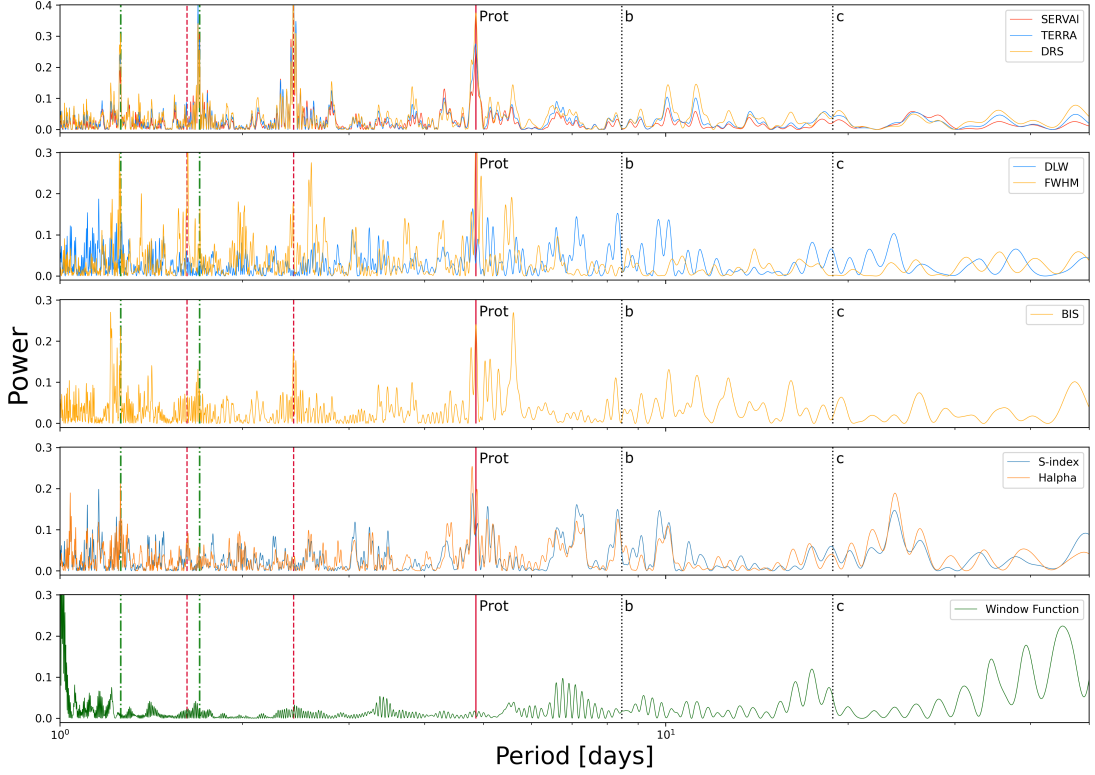 0.4
0.3
0.2
0.1
0.0
Prot
b
c
SERVAl
TERRA
DRS
0.3
0.2
0.1
0.0
Prot
b
c
DLW
FWHM
Power
0.3
0.2
0.1
0.0
Prot
b
c
BIS
0.3
0.2
0.1
0.0
Prot
b
c
S-index
Halpha
0.3
0.2
0.1
0.0
Prot
b
c
Window Function
10⁰
10¹
Period [days]